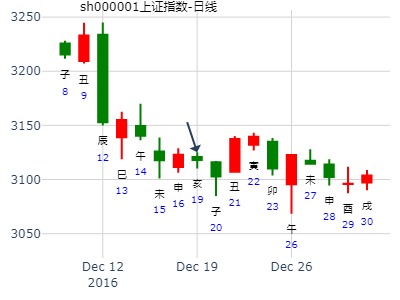 sh000001上证指数-日线
3250
3200
3150
3100
3050
子
8
丑
9
辰
12
巳
13
午
14
未
15
申
16
亥
19
子
20
丑
21
寅
22
卯
23
午
26
未
27
申
28
酉
29
戌
30
Dec 12
2016
Dec 19
Dec 26